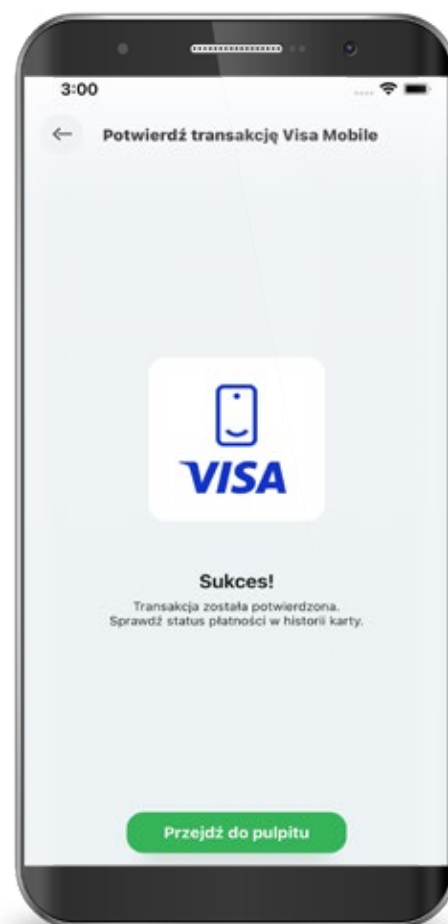 3:00
Potwierdź transakcję Visa Mobile
VISA
Sukces!
Transakcja została potwierdzona.
Sprawdź status płatności w historii karty.
Przejdź do pulpitu